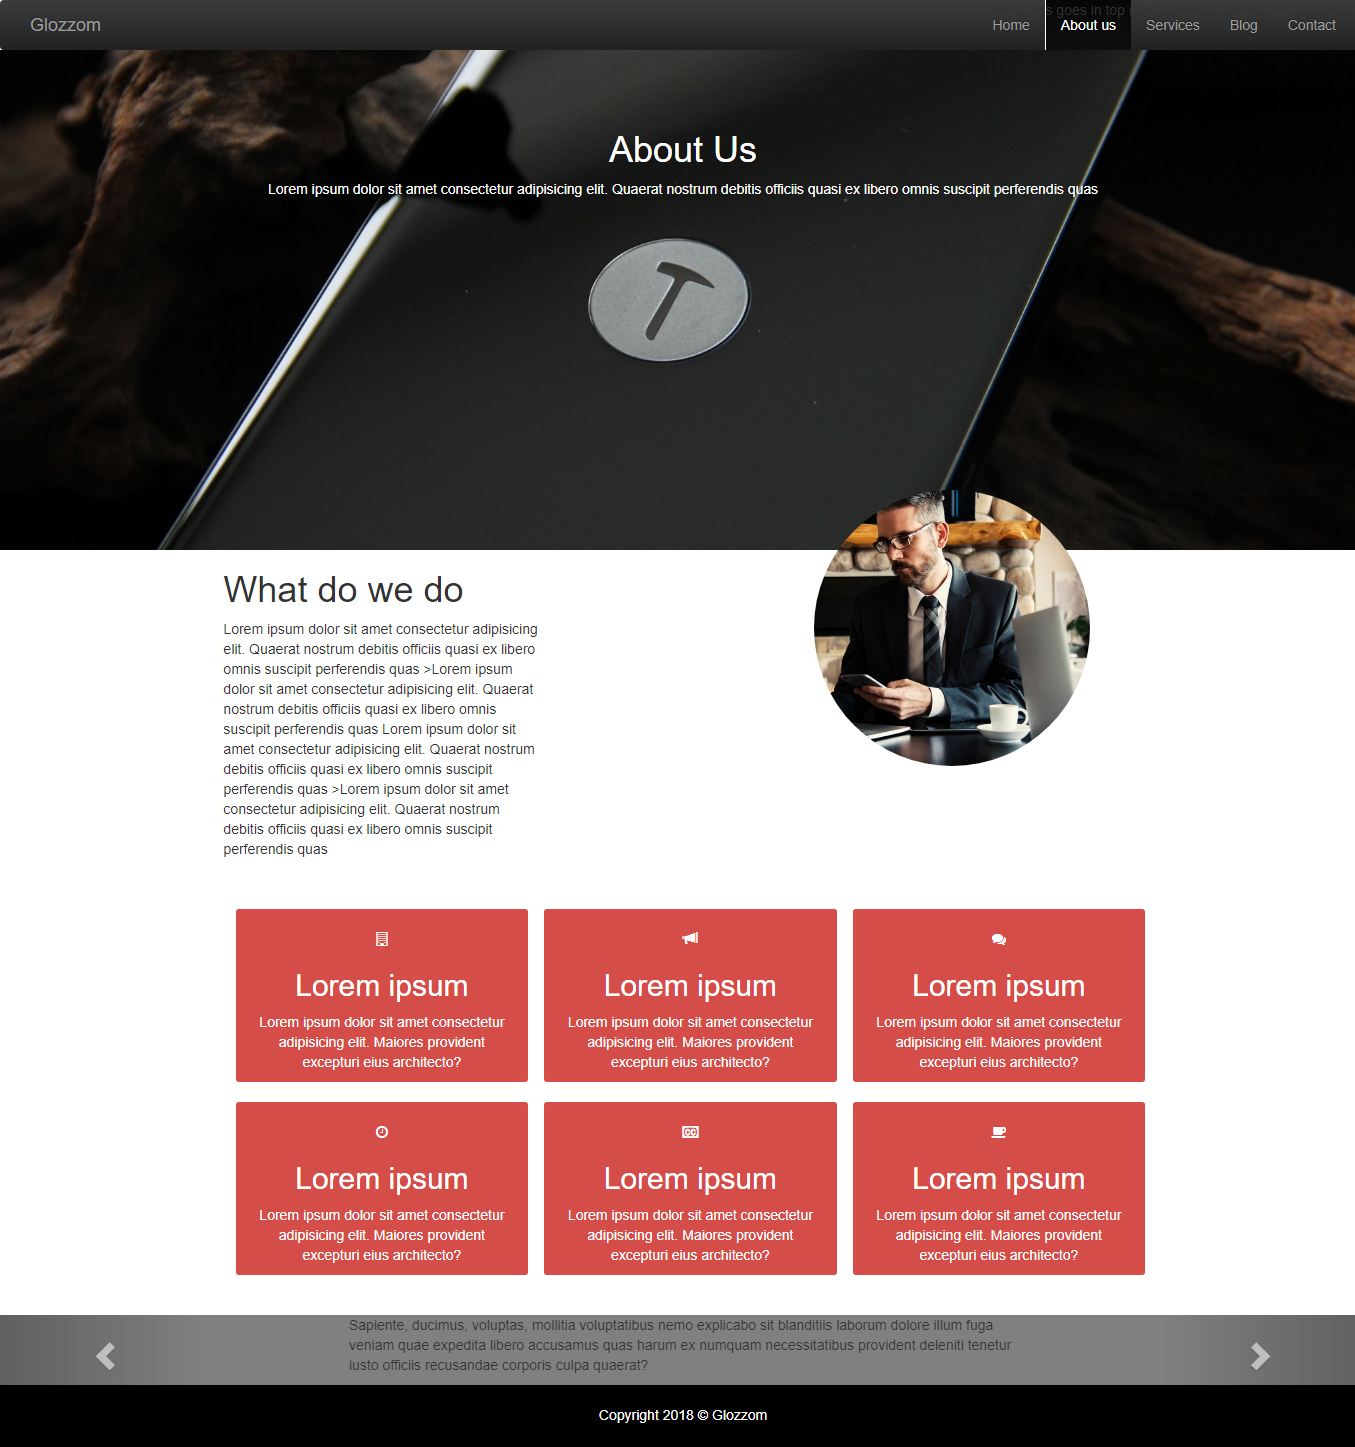 Glozzom
s goes in top
Home
About us
Services
Blog
Contact
About Us
Lorem ipsum dolor sit amet consectetur adipisicing elit. Quaerat nostrum debitis officiis quasi ex libero omnis suscipit perferendis quas
What do we do
Lorem ipsum dolor sit amet consectetur adipisicing
elit. Quaerat nostrum debitis officiis quasi ex libero
omnis suscipit perferendis quas >Lorem ipsum
dolor sit amet consectetur adipisicing elit. Quaerat
nostrum debitis officiis quasi ex libero omnis
suscipit perferendis quas Lorem ipsum dolor sit
amet consectetur adipisicing elit. Quaerat nostrum
debitis officiis quasi ex libero omnis suscipit
perferendis quas >Lorem ipsum dolor sit amet
consectetur adipisicing elit. Quaerat nostrum
debitis officiis quasi ex libero omnis suscipit
perferendis quas
Lorem ipsum
Lorem ipsum dolor sit amet consectetur
adipisicing elit. Maiores provident
excepturi eius architecto?
Lorem ipsum
Lorem ipsum dolor sit amet consectetur
adipisicing elit. Maiores provident
excepturi eius architecto?
Lorem ipsum
Lorem ipsum dolor sit amet consectetur
adipisicing elit. Maiores provident
excepturi eius architecto?
Lorem ipsum
Lorem ipsum dolor sit amet consectetur
adipisicing elit. Maiores provident
excepturi eius architecto?
CC
Lorem ipsum
Lorem ipsum dolor sit amet consectetur
adipisicing elit. Maiores provident
excepturi eius architecto?
Lorem ipsum
Lorem ipsum dolor sit amet consectetur
adipisicing elit. Maiores provident
excepturi eius architecto?
Sapiente, ducimus, voluptas, mollitia voluptatibus nemo explicabo sit blanditiis laborum dolore illum fuga
veniam quae expedita libero accusamus quas harum ex numquam necessitatibus provident deleniti tenetur
iusto officiis recusandae corporis culpa quaerat?
Copyright 2018 © Glozzom